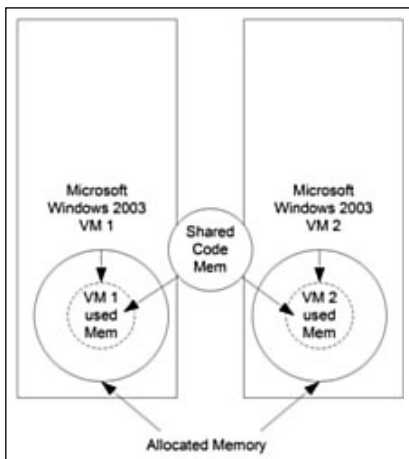 Microsoft
Windows 2003
VM 1
Microsoft
Windows 2003
VM 2
Shared
Code
Mem
VM 1
used
Mem
VM 2
used
Mem
Allocated Memory